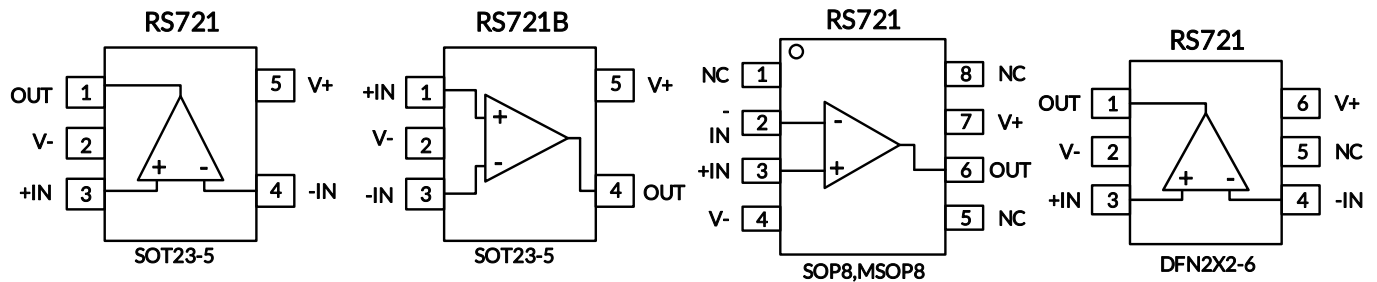 RS721
OUT 1 5 V+
V- 2
+IN 3 4 -IN
+ -
SOT23-5
RS721B
+IN 1 5 V+
+
V- 2
-
-IN 3 4 OUT
SOT23-5
RS721
NC 1 8 NC
-
IN 2 - 7 V+
+IN 3 + 6 OUT
V- 4 5 NC
SOP8,MSOP8
RS721
OUT 1 6 V+
V- 2 5 NC
+ -
+IN 3 4 -IN
DFN2X2-6